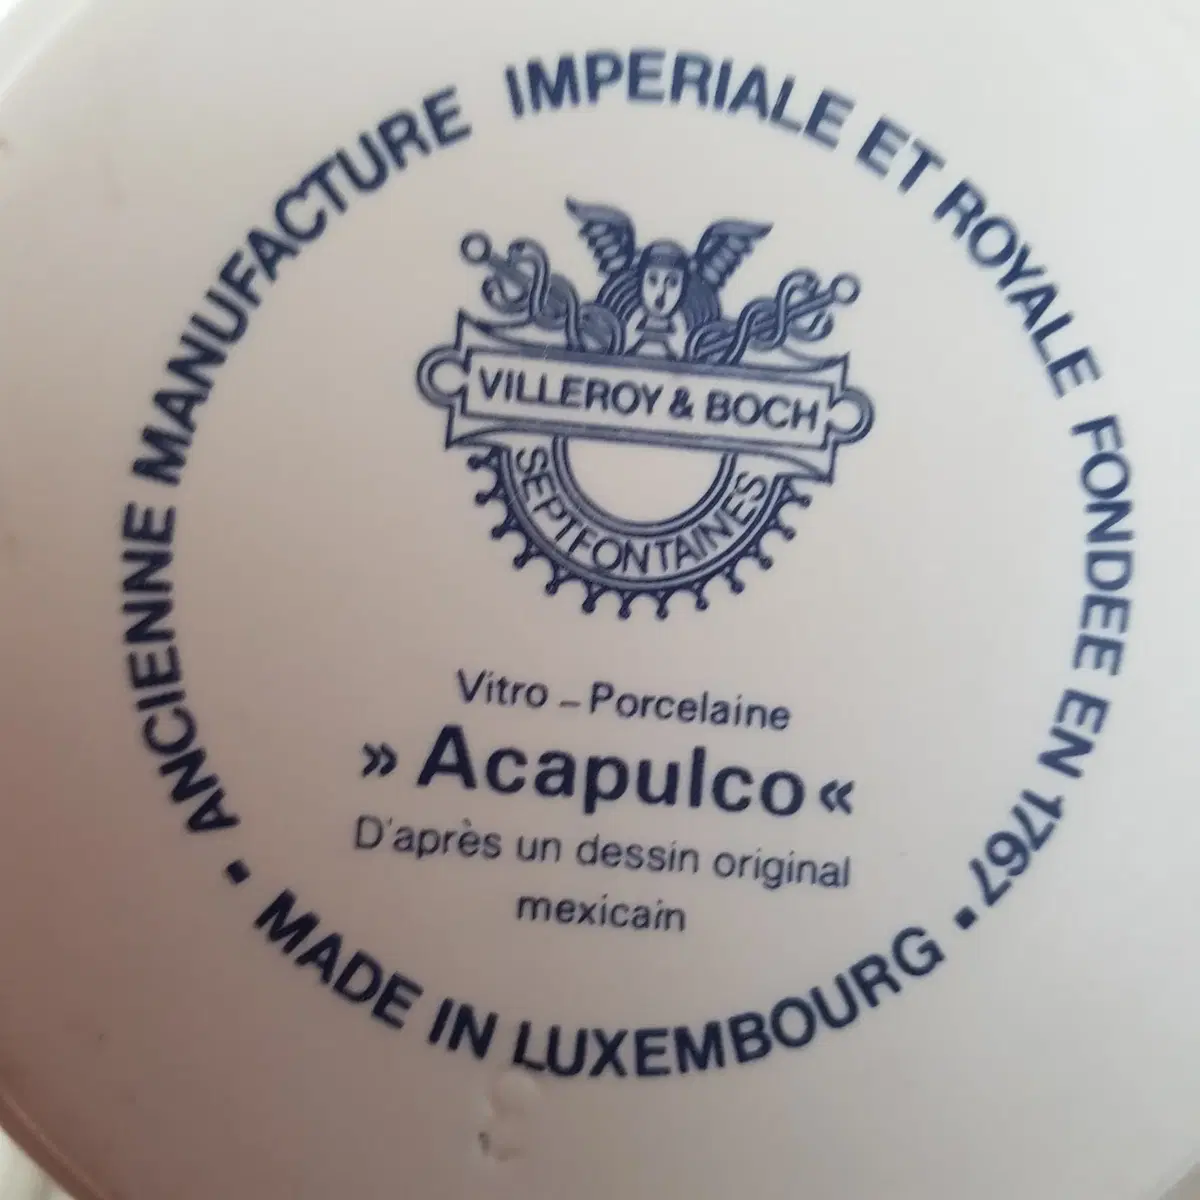 ANCIENNE MANUFACTURE IMPERIALE ET ROYALE FONDEE EN 1767 ▪ MADE IN LUXEMBOURG ▪
VILLEROY & BOCH
SEPTFONTAINES
Vitro – Porcelaine
» Acapulco «
D'après un dessin original
mexicain